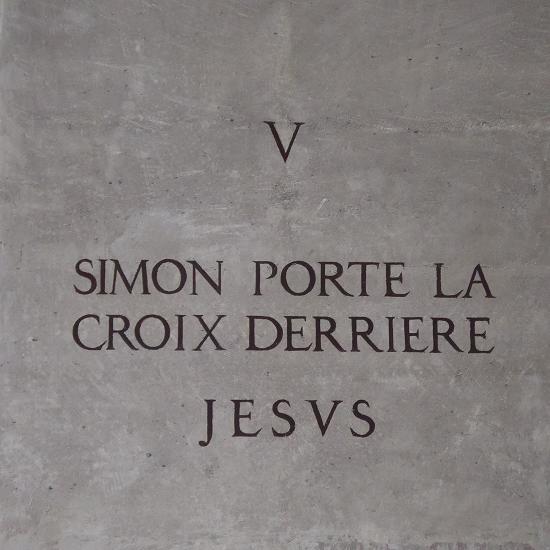 V
SIMON PORTE LA
CROIX DERRIERE
JESVS